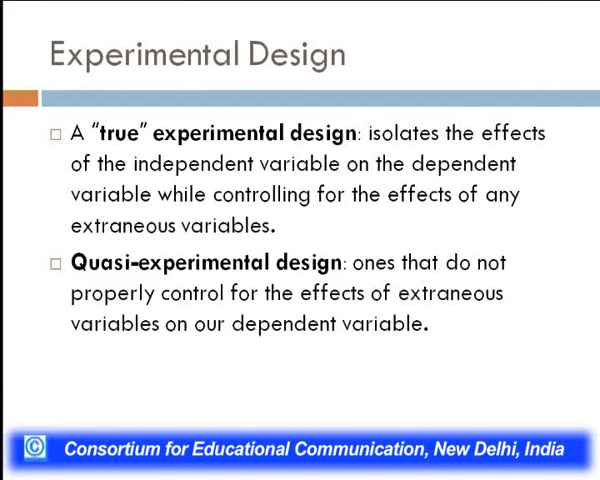 Experimental Design
A “true” experimental design: isolates the effects
of the independent variable on the dependent
variable while controlling for the effects of any
extraneous variables.
Quasi-experimental design: ones that do not
properly control for the effects of extraneous
variables on our dependent variable.
© Consortium for Educational Communication, New Delhi, India